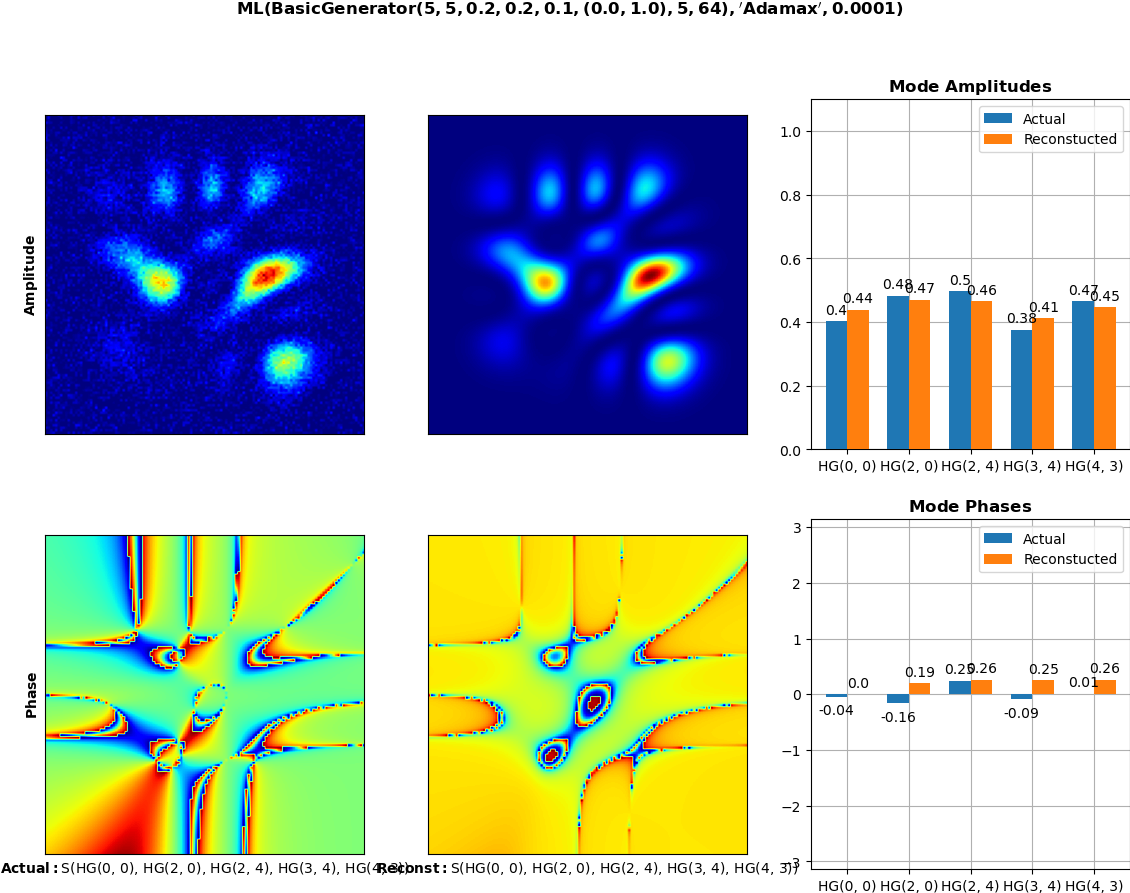 ML(BasicGenerator(5, 5, 0.2, 0.2, 0.1, (0.0, 1.0), 5, 64), 'Adamax', 0.0001)
Mode Amplitudes
Amplitude
1.0
0.8
0.6
0.4
0.2
0.0
Actual
Reconstucted
0.4
0.44
0.48
0.47
0.5
0.46
0.38
0.41
0.47
0.45
HG(0, 0)
HG(2, 0)
HG(2, 4)
HG(3, 4)
HG(4, 3)
Mode Phases
Phase
3
2
1
0
−1
−2
−3
Actual
Reconstucted
-0.04
0.0
-0.16
0.19
0.25
0.26
-0.09
0.25
0.01
0.26
HG(0, 0)
HG(2, 0)
HG(2, 4)
HG(3, 4)
HG(4, 3)
Actual: S(HG(0, 0), HG(2, 0), HG(2, 4), HG(3, 4), HG(4, 3))
Reconst: S(HG(0, 0), HG(2, 0), HG(2, 4), HG(3, 4), HG(4, 3))